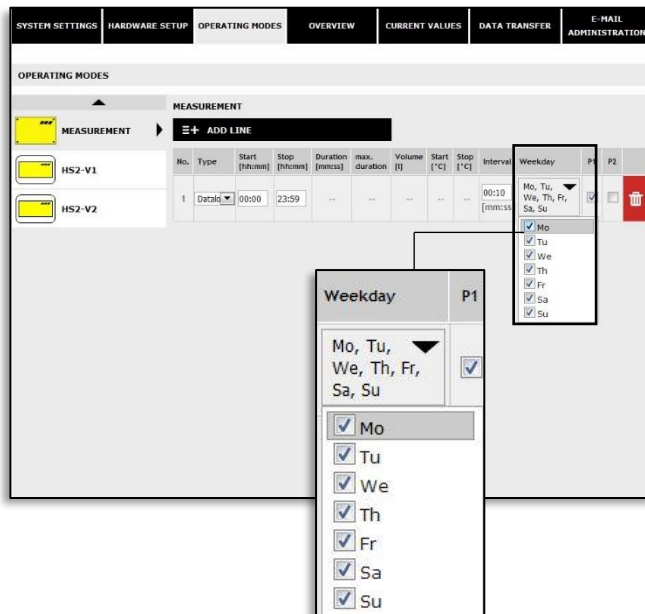 SYSTEM SETTINGS HARDWARE SETUP OPERATING MODES OVERVIEW CURRENT VALUES DATA TRANSFER E-MAIL ADMINISTRATION
OPERATING MODES
MEASUREMENT
HS2-V1
HS2-V2
MEASUREMENT
ADD LINE
No. Type Start [hh:mm] Stop [hh:mm] Duration [mm:ss] max. duration Volume [l] Start [°C] Stop [°C] Interval Weekday P1 P2
1 Datalo 00:00 23:59 -- -- -- -- -- 00:10 [mm:ss Mo, Tu, We, Th, Fr, Sa, Su
Mo
Tu
We
Th
Fr
Sa
Su
Weekday P1
Mo, Tu,
We, Th, Fr,
Sa, Su
Mo
Tu
We
Th
Fr
Sa
Su